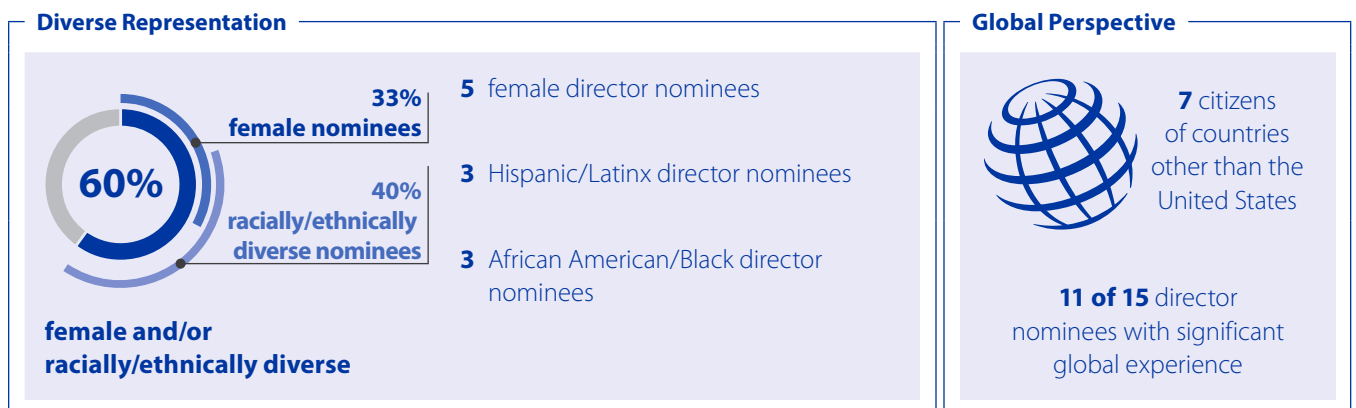 Diverse Representation
60%
33%
female nominees
40%
racially/ethnically
diverse nominees
female and/or
racially/ethnically diverse
5 female director nominees
3 Hispanic/Latinx director nominees
3 African American/Black director
nominees
Global Perspective
7 citizens
of countries
other than the
United States
11 of 15 director
nominees with significant
global experience